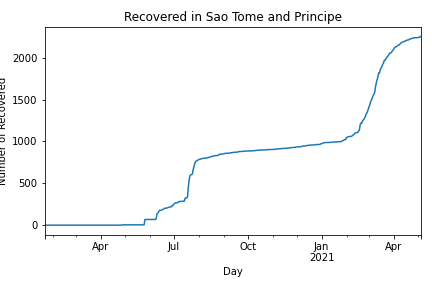 Recovered in Sao Tome and Principe
Number of Recovered
2000
1500
1000
500
0
Apr
Jul
Oct
Jan
2021
Apr
Day